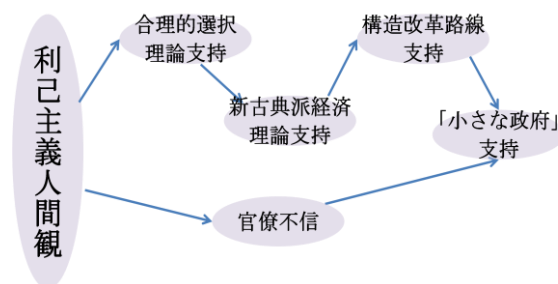 利己主義人間観
合理的選択
理論支持
新古典派経済
理論支持
構造改革路線
支持
「小さな政府」
支持
官僚不信